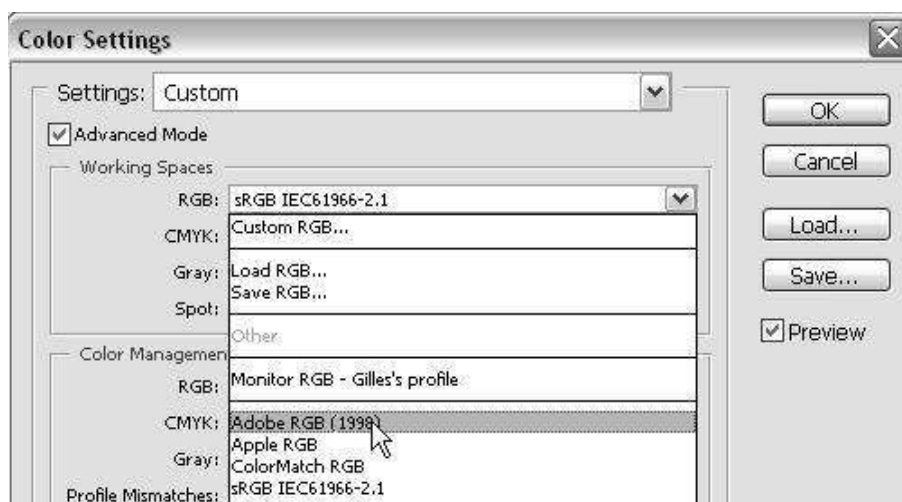 Color Settings
Settings: Custom
Advanced Mode
Working Spaces
RGB: sRGB IEC61966-2.1
CMYK:
Gray:
Spot:
Custom RGB...
Load RGB...
Save RGB...
Other
Monitor RGB - Gilles's profile
Adobe RGB (1998)
Apple RGB
ColorMatch RGB
sRGB IEC61966-2.1
Color Managemen
RGB:
CMYK:
Gray:
Profile Mismatches:
OK
Cancel
Load...
Save...
Preview